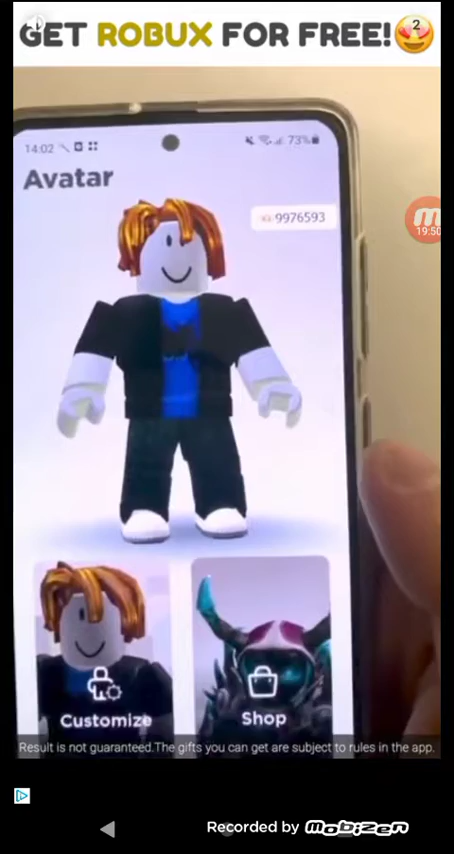 GET ROBUX FOR FREE!
2
14:02
73%
Avatar
9976593
19:50
Customize
Shop
Result is not guaranteed.The gifts you can get are subject to rules in the app.
Recorded by Mobizen